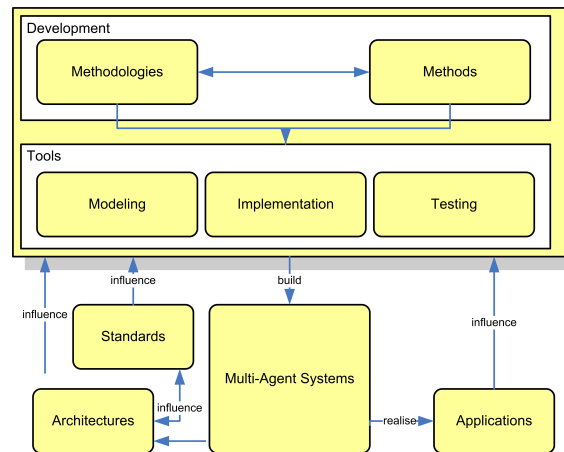 Development
Methodologies
Methods
Tools
Modeling
Implementation
Testing
influence
build
influence
influence
Standards
Multi-Agent Systems
influence
Architectures
realise
Applications